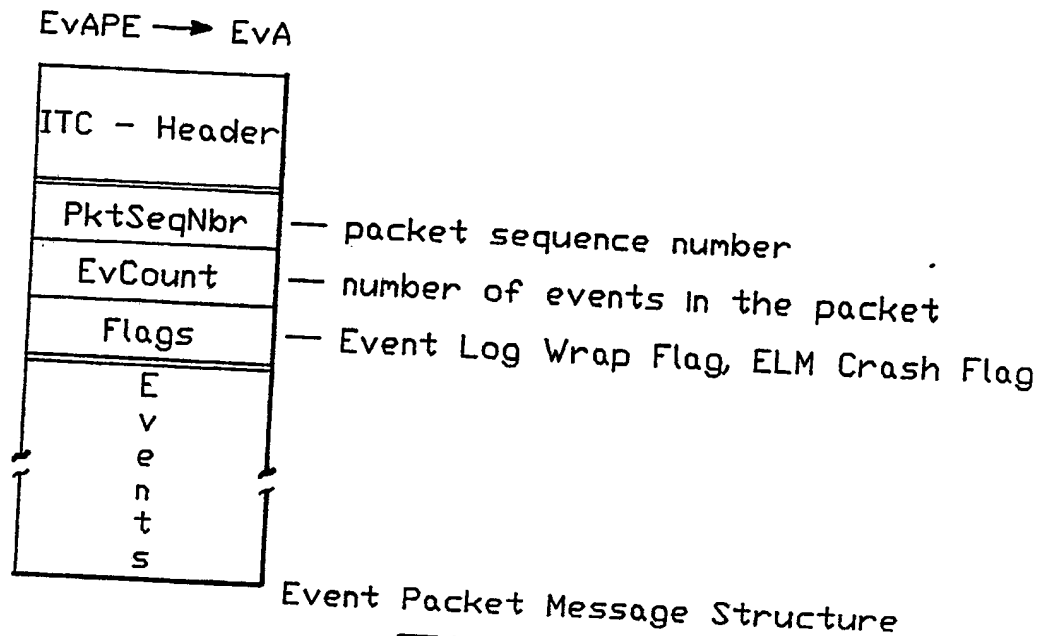 EvAPE → EvA
ITC - Header
PktSeqNbr — packet sequence number
EvCount — number of events in the packet
Flags — Event Log Wrap Flag, ELM Crash Flag
E
v
e
n
t
s
Event Packet Message Structure